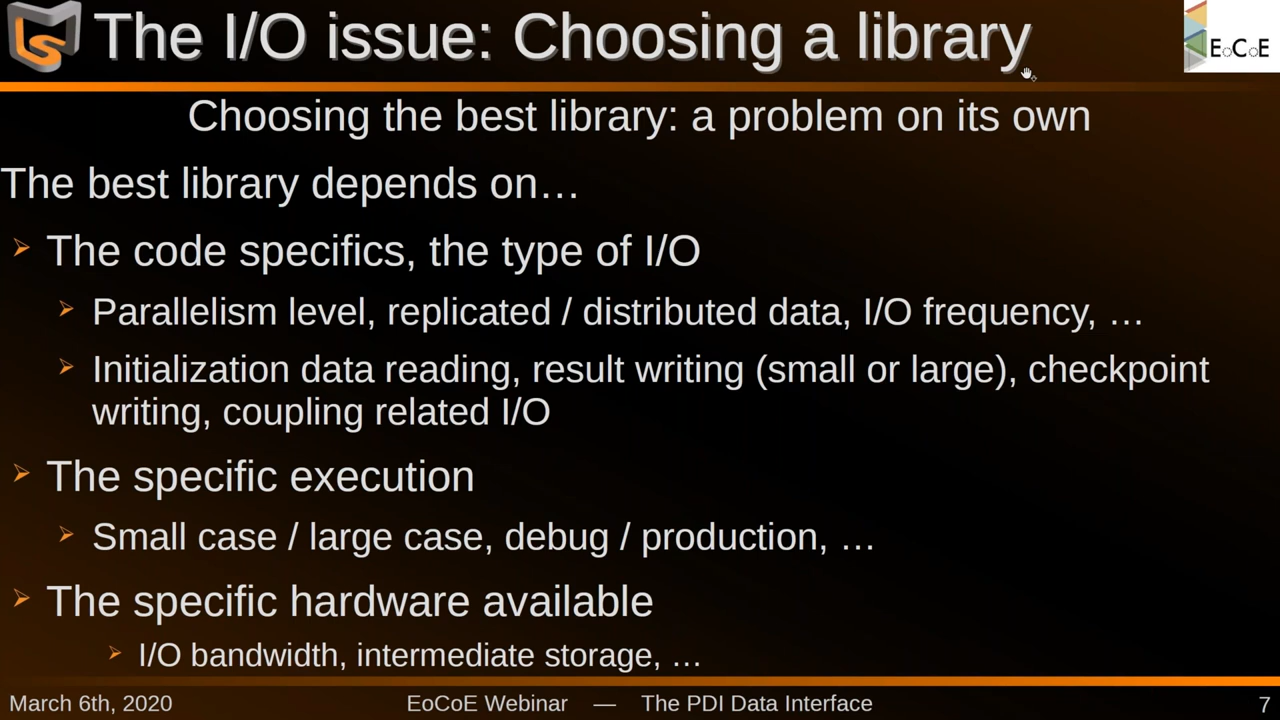 The I/O issue: Choosing a library
EoCoE
Choosing the best library: a problem on its own
The best library depends on…
The code specifics, the type of I/O
Parallelism level, replicated / distributed data, I/O frequency, …
Initialization data reading, result writing (small or large), checkpoint
writing, coupling related I/O
The specific execution
Small case / large case, debug / production, …
The specific hardware available
I/O bandwidth, intermediate storage, …
March 6th, 2020 EoCoE Webinar — The PDI Data Interface 7